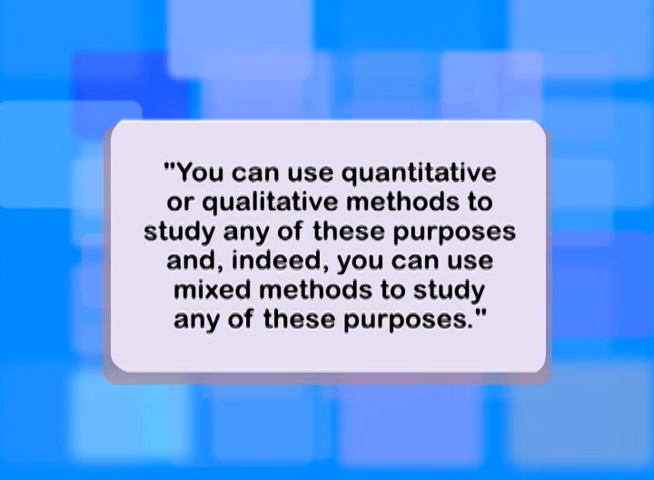 "You can use quantitative
or qualitative methods to
study any of these purposes
and, indeed, you can use
mixed methods to study
any of these purposes."